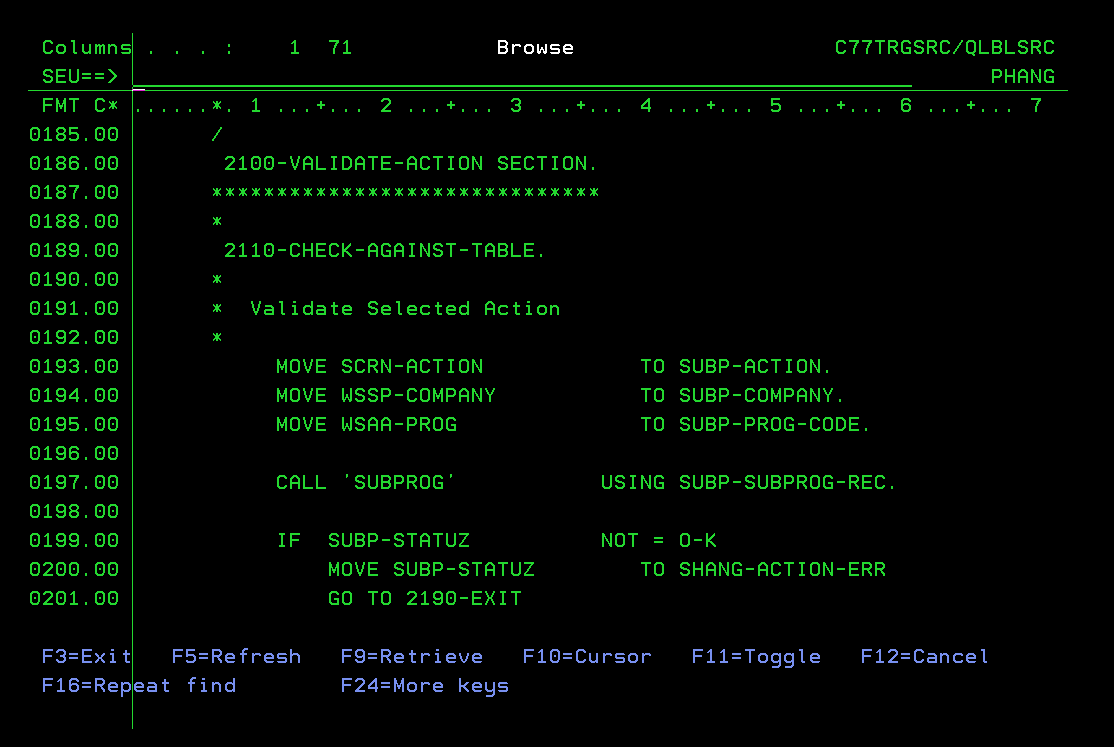 Columns . . . :    1  71           Browse                    C77TRGSRC/QLBLSRC
SEU==>                                                                   PHANG
FMT C* ......*. 1 ...+... 2 ...+... 3 ...+... 4 ...+... 5 ...+... 6 ...+... 7
0185.00       /
0186.00        2100-VALIDATE-ACTION SECTION.
0187.00       ******************************
0188.00       *
0189.00        2110-CHECK-AGAINST-TABLE.
0190.00       *
0191.00       *  Validate Selected Action
0192.00       *
0193.00            MOVE SCRN-ACTION            TO SUBP-ACTION.
0194.00            MOVE WSSP-COMPANY           TO SUBP-COMPANY.
0195.00            MOVE WSAA-PROG              TO SUBP-PROG-CODE.
0196.00
0197.00            CALL 'SUBPROG'           USING SUBP-SUBPROG-REC.
0198.00
0199.00            IF  SUBP-STATUZ          NOT = O-K
0200.00                MOVE SUBP-STATUZ        TO SHANG-ACTION-ERR
0201.00                GO TO 2190-EXIT
F3=Exit   F5=Refresh   F9=Retrieve   F10=Cursor   F11=Toggle   F12=Cancel
F16=Repeat find        F24=More keys